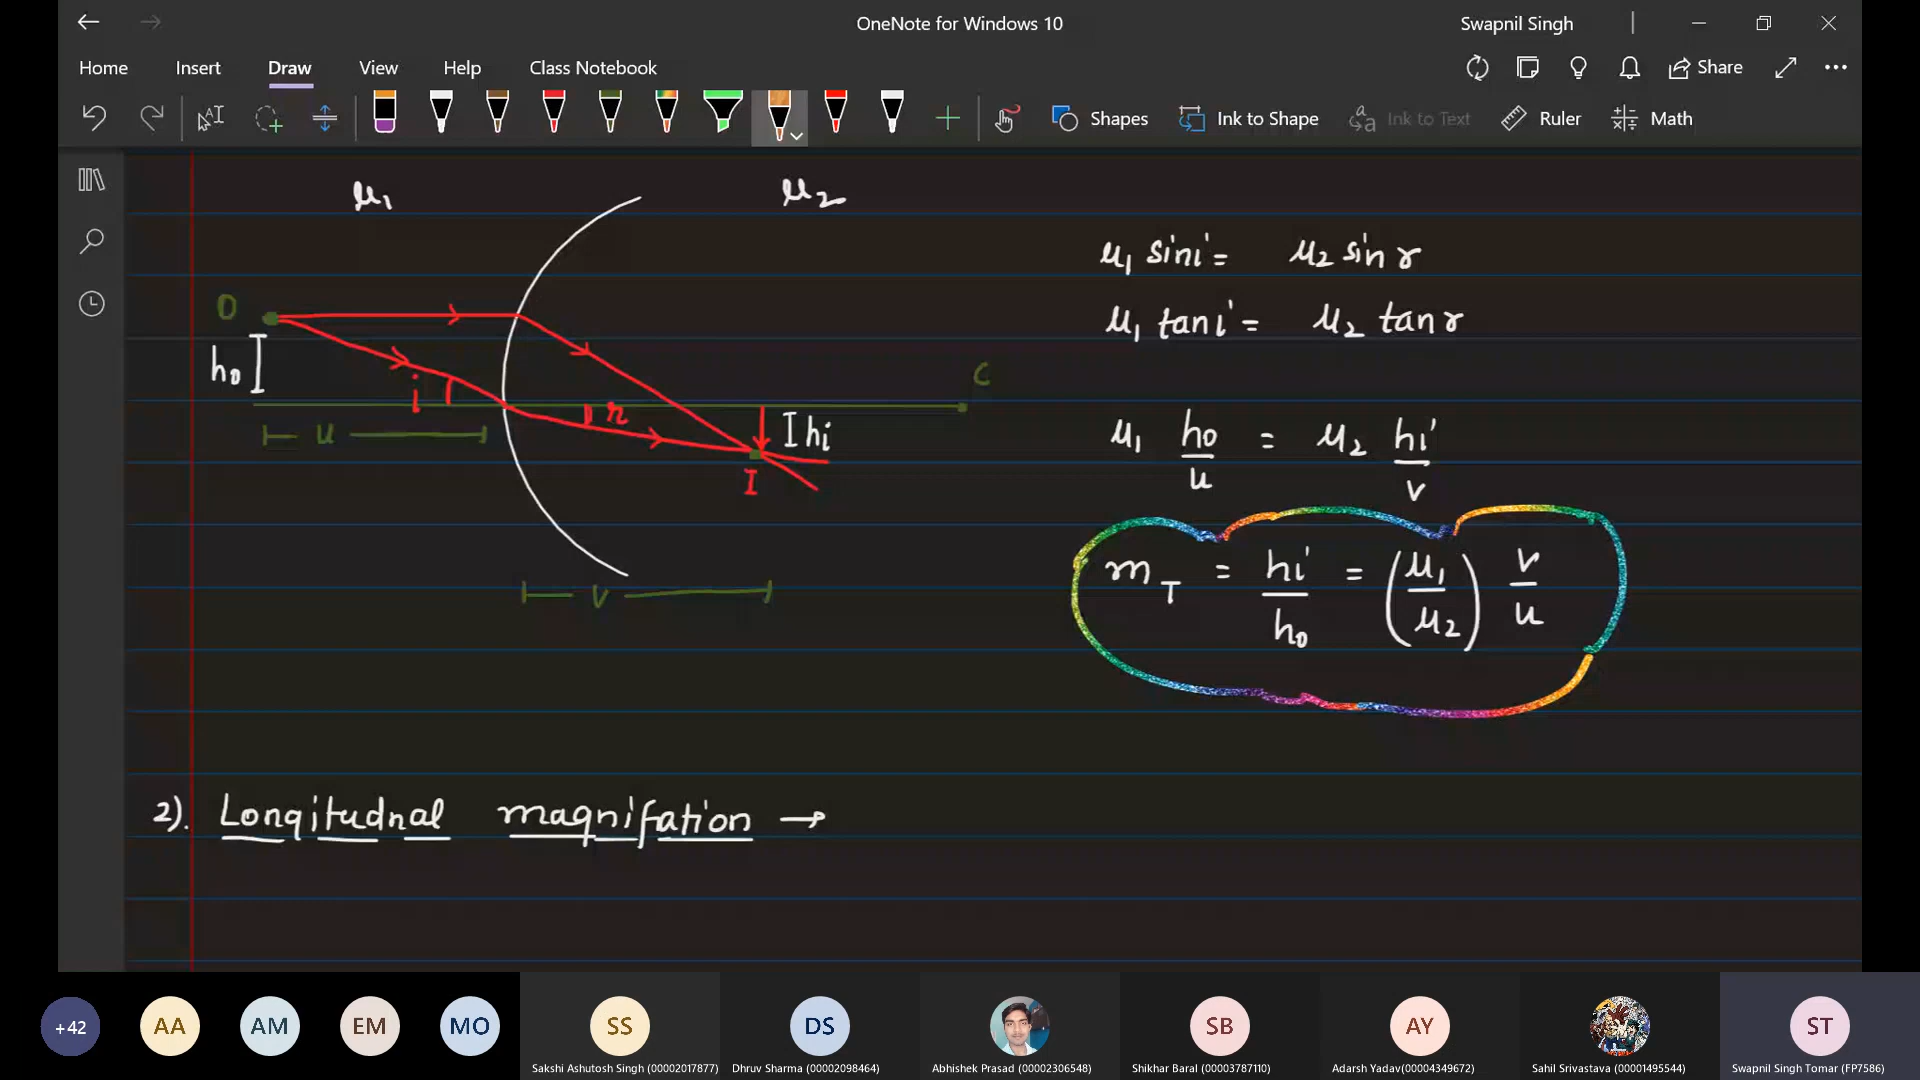 OneNote for Windows 10
Swapnil Singh
Home Insert Draw View Help Class Notebook
Share
Shapes Ink to Shape Ink to Text Ruler Math
μ₁ μ₂
μ₁ sini = μ₂ sin r
O
μ₁ tani = μ₂ tan r
h₀
C
i r
I hi
u
μ₁ h₀/u = μ₂ hi/v
I
m_T = hi/h₀ = (μ₁/μ₂) v/u
v
2). Longitudnal magnifation →
+42 AA AM EM MO SS DS SB AY ST
Sakshi Ashutosh Singh (00002017877) Dhruv Sharma (00002098464) Abhishek Prasad (00002306548) Shikhar Baral (00003787110) Adarsh Yadav(00004349672) Sahil Srivastava (00001495544) Swapnil Singh Tomar (FP7586)